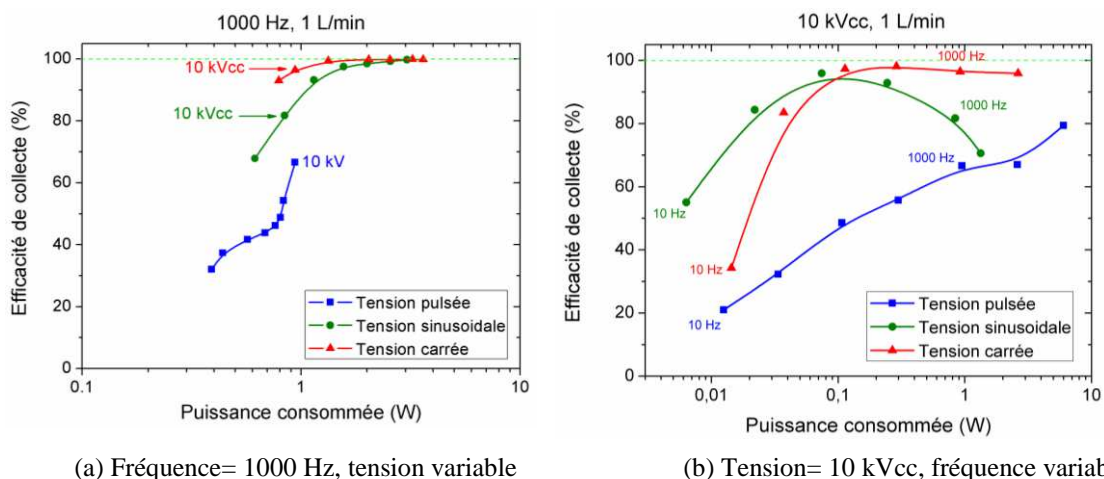 1000 Hz, 1 L/min
Efficacité de collecte (%)
100
80
60
40
20
0
10 kVcc
10 kVcc
10 kV
Tension pulsée
Tension sinusoidale
Tension carrée
0.1
1
10
Puissance consommée (W)
(a) Fréquence= 1000 Hz, tension variable
10 kVcc, 1 L/min
Efficacité de collecte (%)
100
80
60
40
20
0
1000 Hz
1000 Hz
1000 Hz
10 Hz
10 Hz
10 Hz
Tension pulsée
Tension sinusoidale
Tension carrée
0,01
0,1
1
10
Puissance consommée (W)
(b) Tension= 10 kVcc, fréquence variab